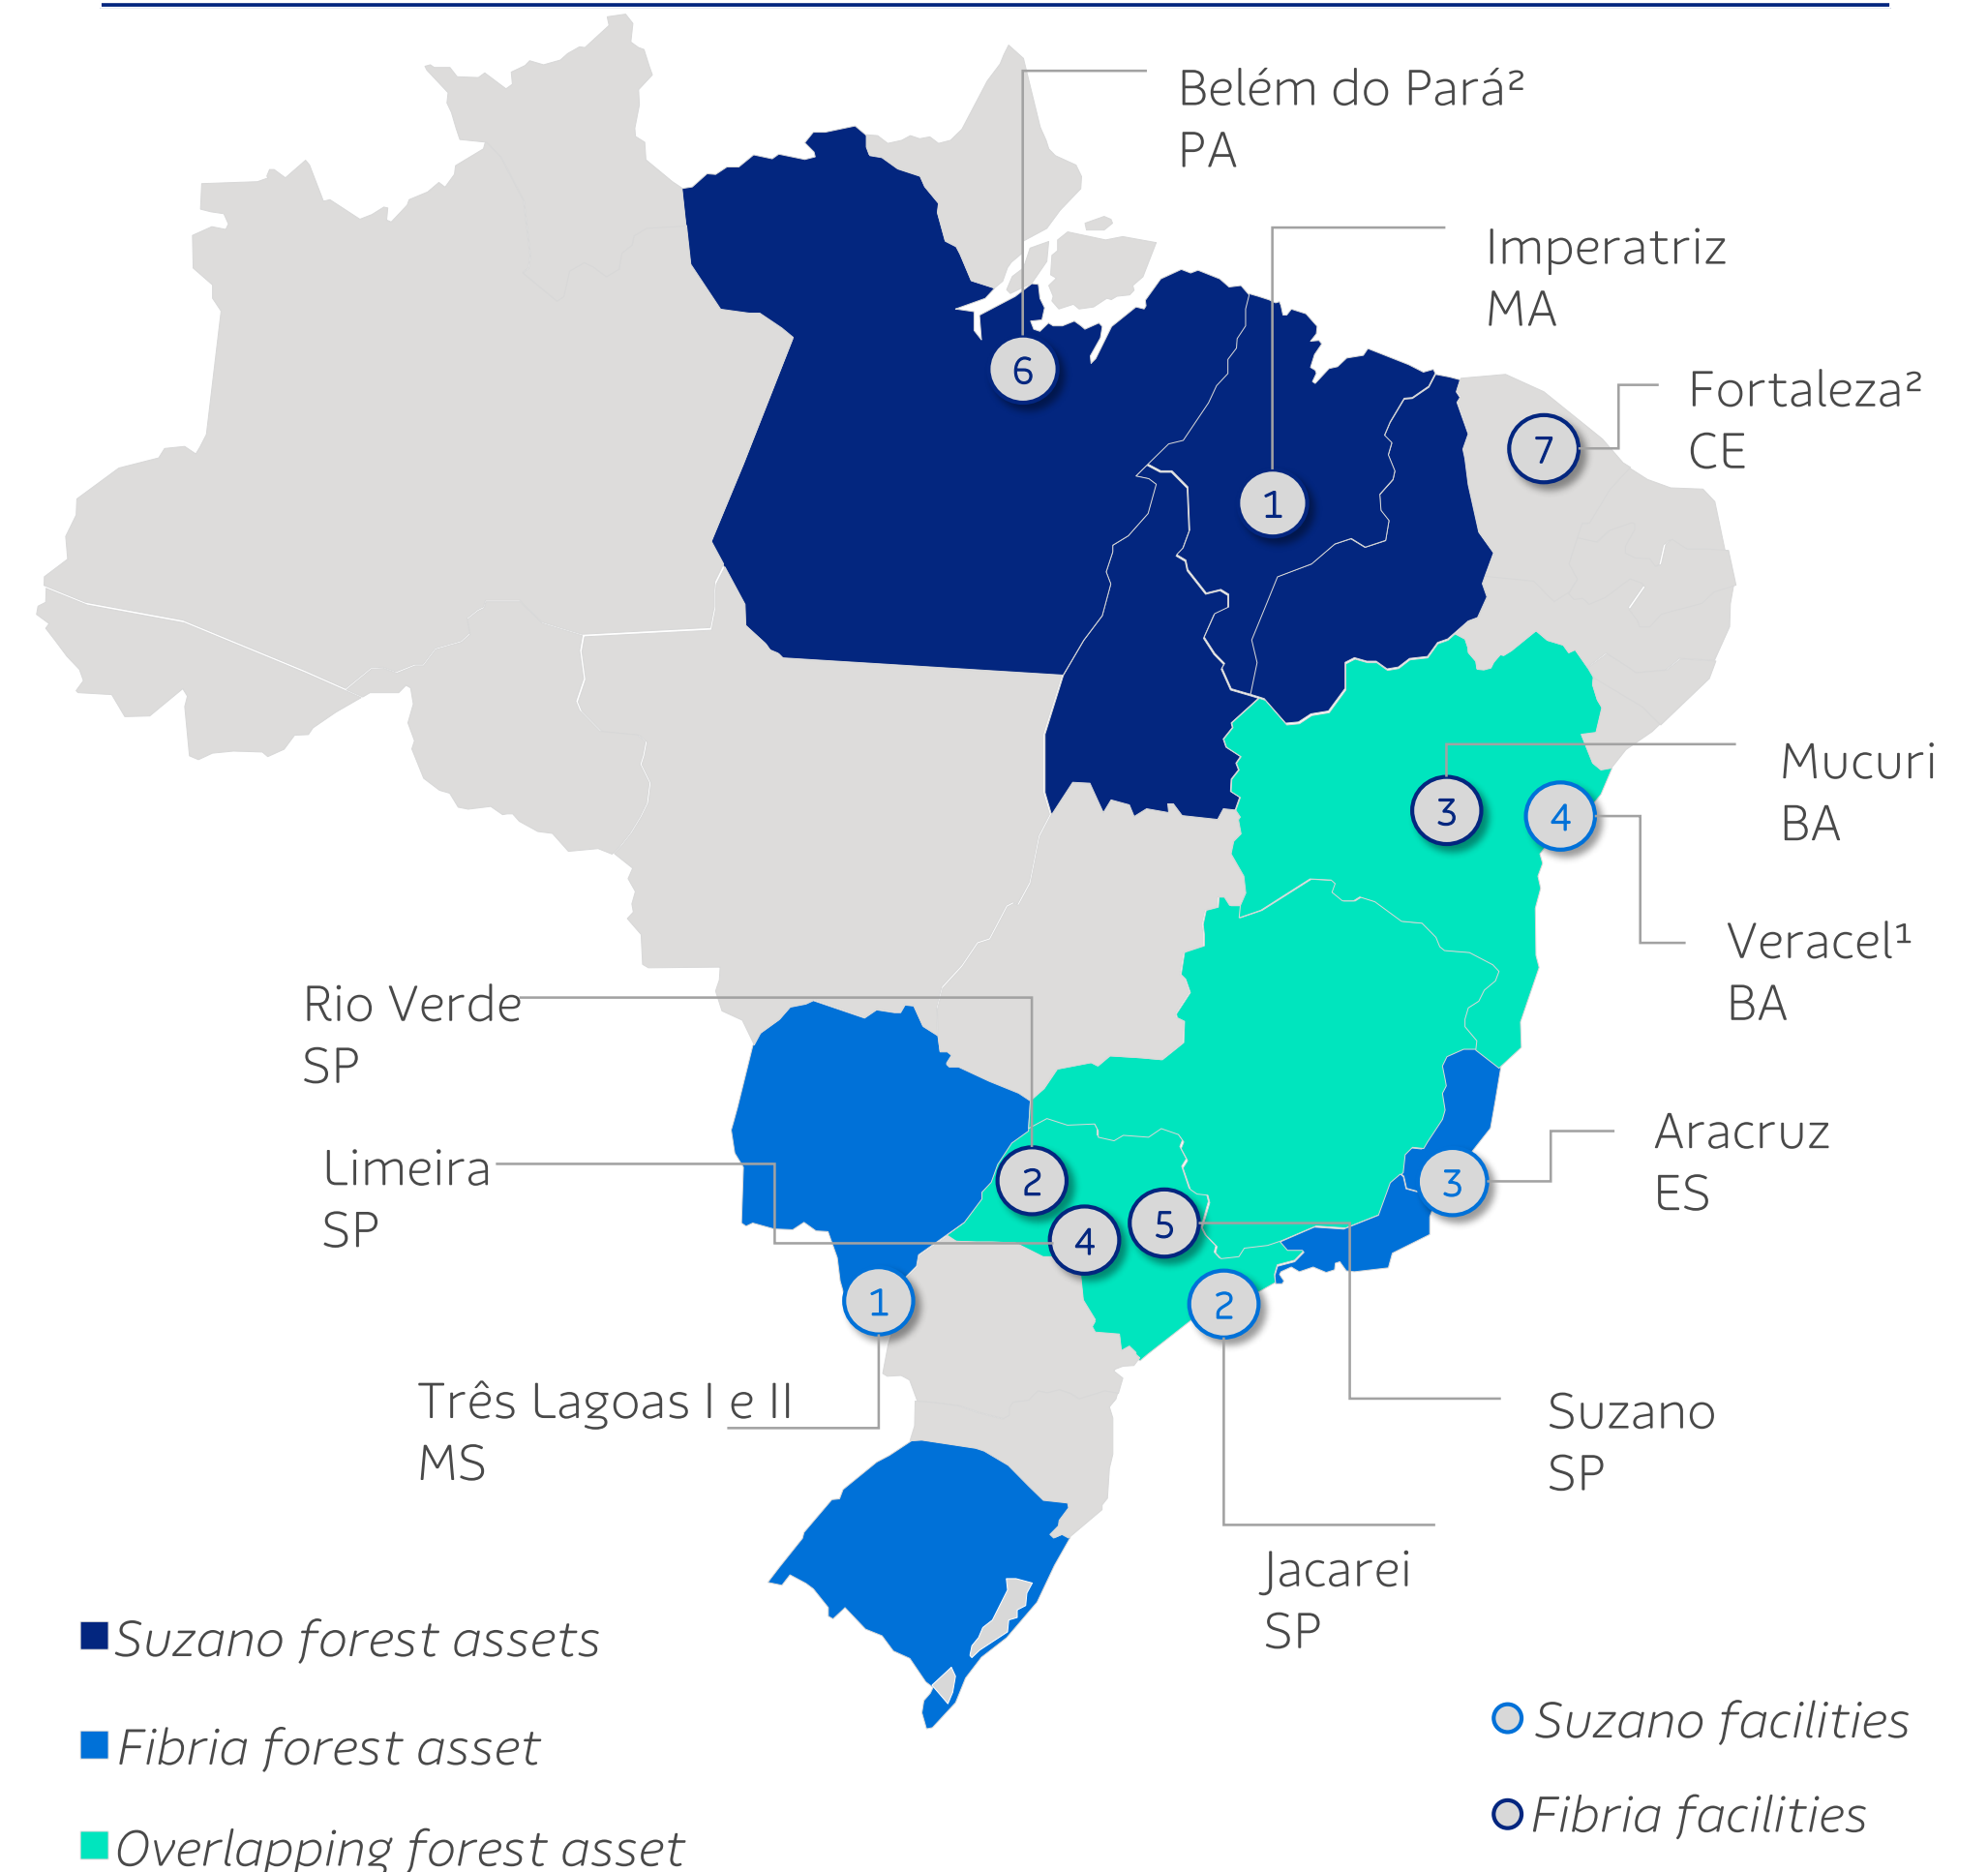 Belém do Pará²
PA
Imperatriz
MA
Fortaleza²
CE
6
7
1
Mucuri
BA
3
4
Veracel¹
BA
Rio Verde
SP
Aracruz
ES
Limeira
SP
2
3
5
4
1
2
Três Lagoas I e II
MS
Suzano
SP
Jacarei
SP
Suzano forest assets
Fibria forest asset
Overlapping forest asset
Suzano facilities
Fibria facilities